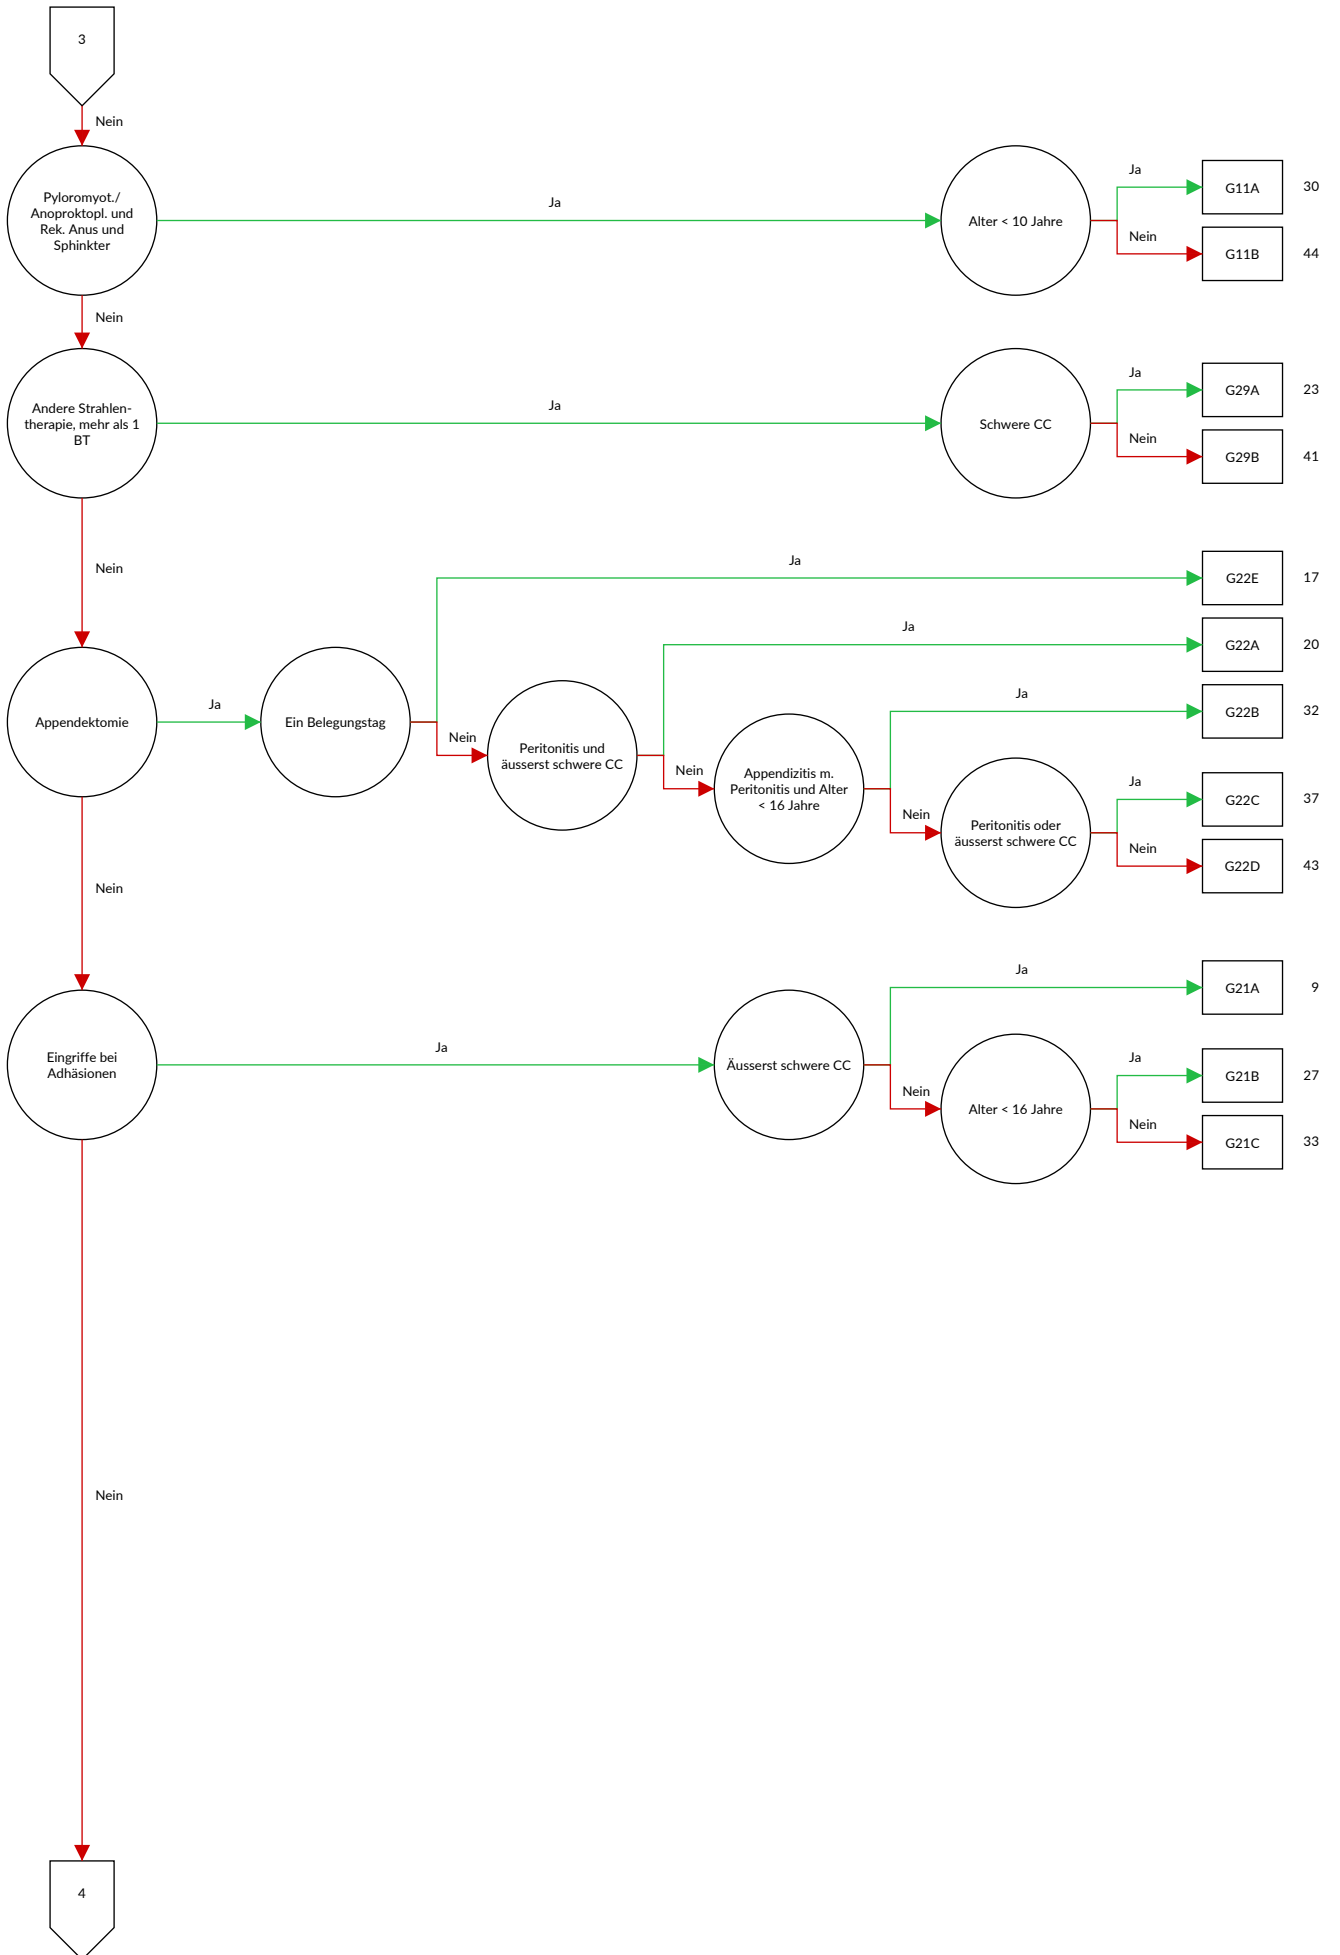 3
Nein
Pyloromyot./
Anoproktopl. und
Rek. Anus und
Sphinkter
Ja
Alter < 10 Jahre
Ja
G11A
30
Nein
G11B
44
Nein
Andere Strahlen-
therapie, mehr als 1
BT
Ja
Schwere CC
Ja
G29A
23
Nein
G29B
41
Nein
Appendektomie
Ja
Ein Belegungstag
Ja
G22E
17
Nein
Peritonitis und
äusserst schwere CC
Ja
G22A
20
Nein
Appendizitis m.
Peritonitis und Alter
< 16 Jahre
Ja
G22B
32
Nein
Peritonitis oder
äusserst schwere CC
Ja
G22C
37
Nein
G22D
43
Nein
Eingriffe bei
Adhäsionen
Ja
Äusserst schwere CC
Ja
G21A
9
Nein
Alter < 16 Jahre
Ja
G21B
27
Nein
G21C
33
Nein
4